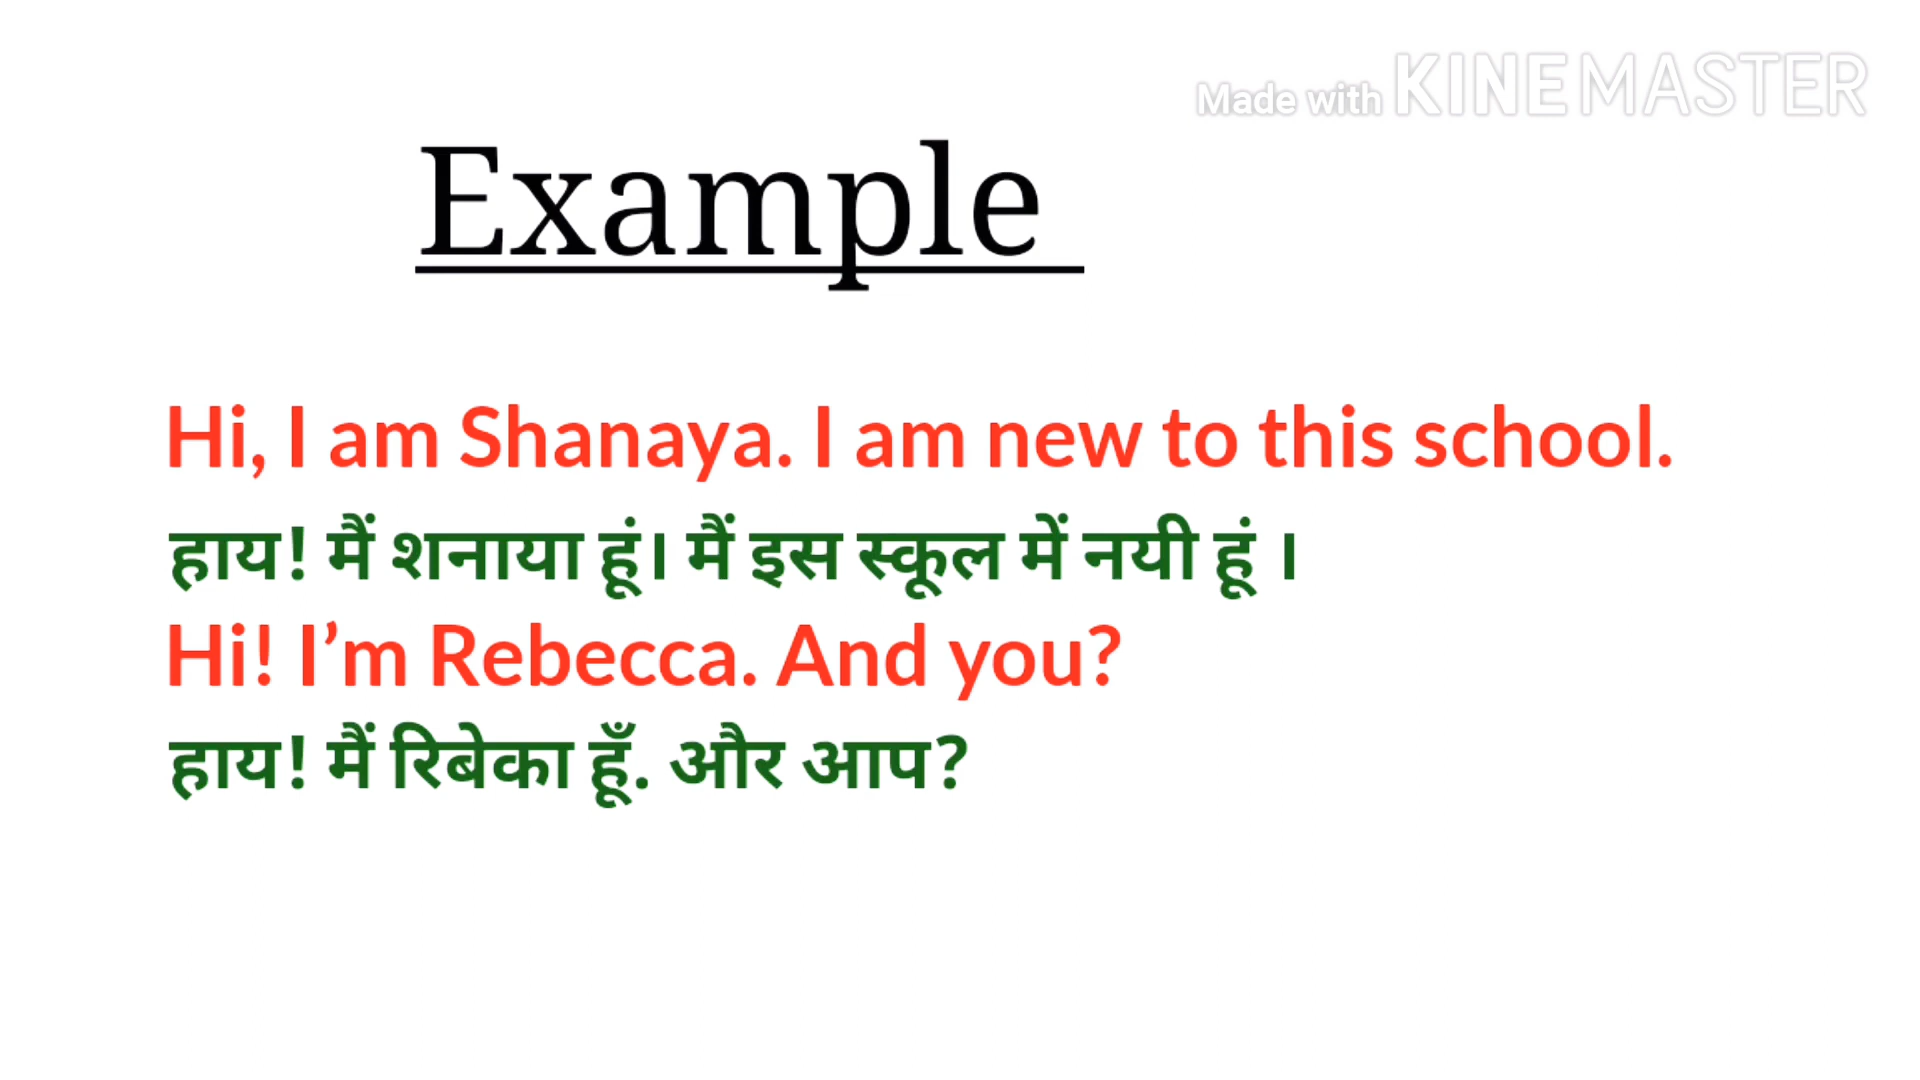 Made with KINEMASTER
Example
Hi, I am Shanaya. I am new to this school.
हाय! मैं शनाया हूं। मैं इस स्कूल में नयी हूं ।
Hi! I’m Rebecca. And you?
हाय! मैं रिबेका हूँ. और आप?